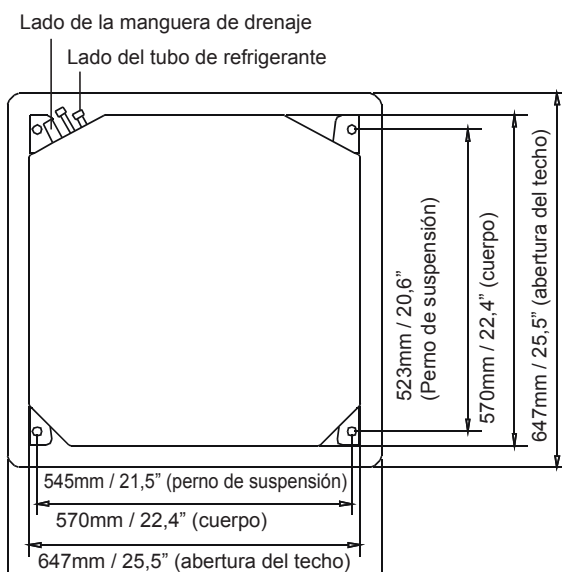 Lado de la manguera de drenaje
Lado del tubo de refrigerante
523mm / 20,6”
(Perno de suspensión)
570mm / 22,4” (cuerpo)
647mm / 25,5” (abertura del techo)
545mm / 21,5” (perno de suspensión)
570mm / 22,4” (cuerpo)
647mm / 25,5” (abertura del techo)